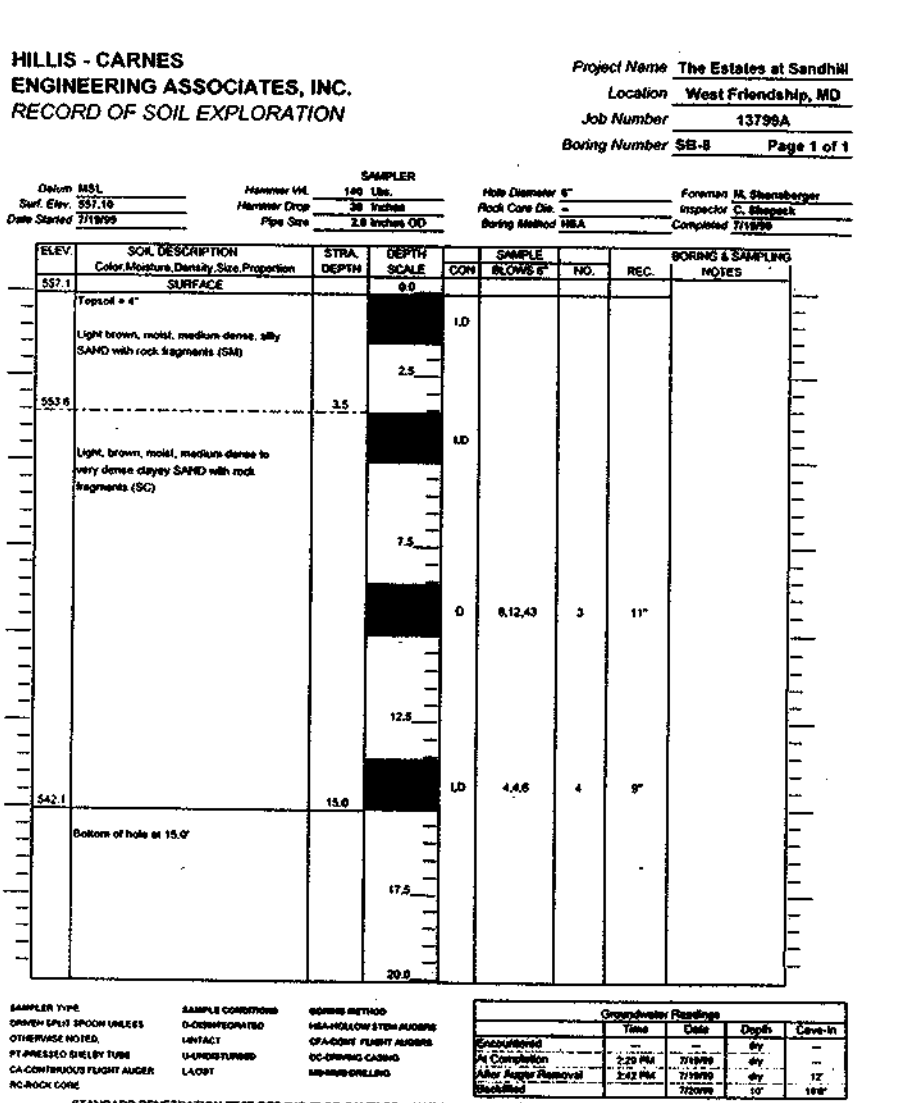 HILLIS - CARNES
ENGINEERING ASSOCIATES, INC.
RECORD OF SOIL EXPLORATION
Project Name The Estates at Sandhill
Location West Friendship, MD
Job Number 13799A
Boring Number SB-8 Page 1 of 1
SAMPLER
Datum MSL
Surf. Elev. 557.10
Date Started 7/19/99
Hammer Wt. 140 Lbs.
Hammer Drop 30 Inches
Pipe Size 2.0 Inches OD
Hole Diameter 6"
Rock Core Dia. --
Boring Method HSA
Foreman M. Shensberger
Inspector C.
Completed 7/19/99
ELEV. SOIL DESCRIPTION STRA. DEPTH SAMPLE BORING & SAMPLING
Color, Moisture, Density, Size, Proportion DEPTH SCALE CON BLOWS 6" NO. REC. NOTES
557.1 SURFACE 0.0
Topsoil = 4"
I,D
Light brown, moist, medium-dense, silty
SAND with rock fragments (SM)
2.5
553.6 3.5
I,D
Light, brown, moist, medium-dense to
very dense clayey SAND with rock
fragments (SC)
7.5
D 8,12,43 3 11"
12.5
I,D 4,4,6 4 9"
542.1 15.0
Bottom of hole at 15.0'
17.5
20.0
SAMPLER TYPE
DRIVEN SPLIT SPOON UNLESS
OTHERWISE NOTED,
PT-PRESSED SHELBY TUBE
CA-CONTINUOUS FLIGHT AUGER
RC-ROCK CORE
SAMPLE CONDITIONS
D-DISINTEGRATED
I-INTACT
U-UNDISTURBED
L-LOST
BORING METHOD
HSA-HOLLOW STEM AUGERS
CFA-CONT FLIGHT AUGERS
DC-DRIVING CASING
MD-MUD DRILLING
Groundwater Readings
Time Date Depth Cave-In
Encountered -- -- dry --
At Completion 2:29 PM 7/19/99 dry --
After Auger Removal 2:42 PM 7/19/99 dry 12'
Backfilled 7/20/99 10'